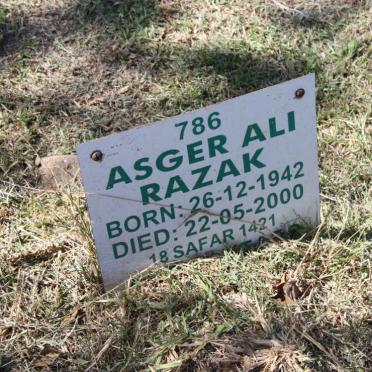 786
ASGER ALI
RAZAK
BORN: 26-12-1942
DIED: 22-05-2000
18 SAFAR 1421